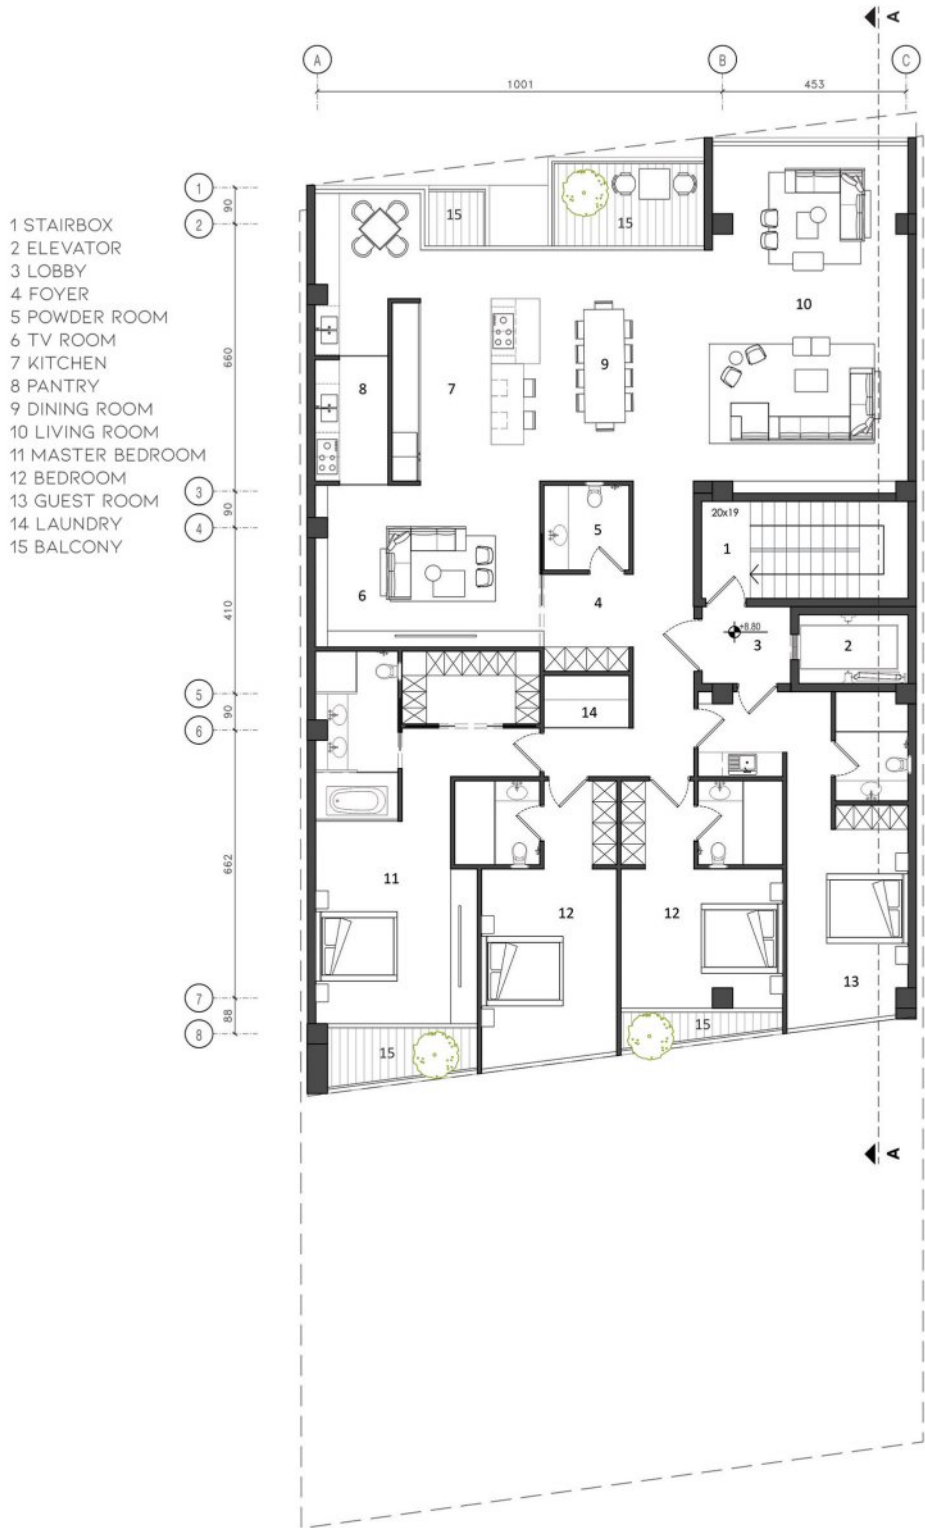 A
A B C
1001 453
1
90
2
1 STAIRBOX
2 ELEVATOR
3 LOBBY
4 FOYER
5 POWDER ROOM
6 TV ROOM
7 KITCHEN
8 PANTRY
9 DINING ROOM
10 LIVING ROOM
11 MASTER BEDROOM
12 BEDROOM
13 GUEST ROOM
14 LAUNDRY
15 BALCONY
660
3
90
4
410
5
90
6
662
7
88
8
15
15
10
9
8
7
20x19
5
1
6
4
+8.80
3
2
14
11
12
12
13
15
15
A